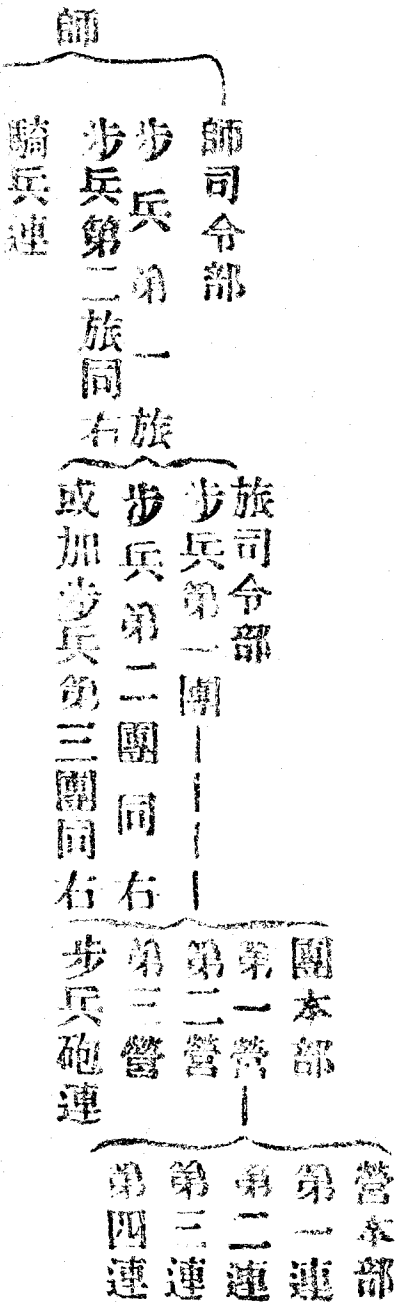 師
師司令部
步兵第一旅
步兵第二旅同右
騎兵連
旅司令部
步兵第一團
步兵第二團同右
或加步兵第三團同右
團本部
第一營
第二營
第三營
步兵砲連
營本部
第一連
第二連
第三連
第四連